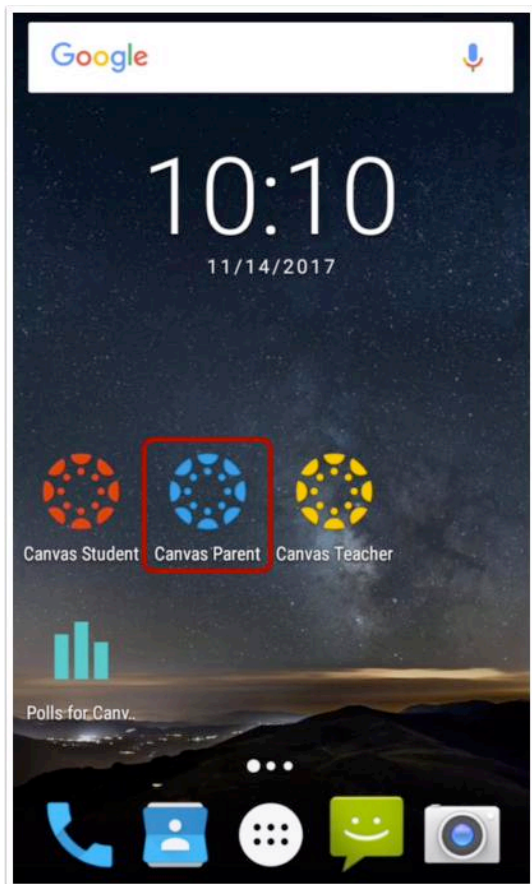 Google
10:10
11/14/2017
Canvas Student Canvas Parent Canvas Teacher
Polls for Canv..